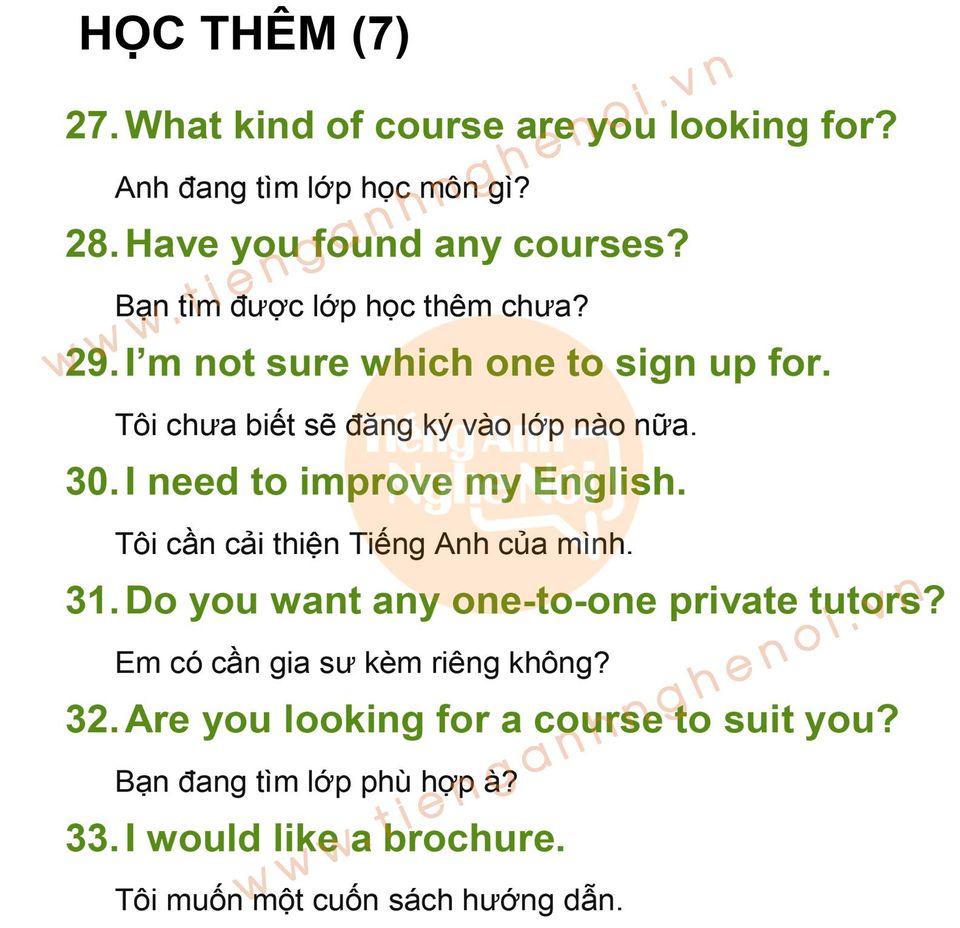 HỌC THÊM (7)
27. What kind of course are you looking for?
Anh đang tìm lớp học môn gì?
28. Have you found any courses?
Bạn tìm được lớp học thêm chưa?
29. I’m not sure which one to sign up for.
Tôi chưa biết sẽ đăng ký vào lớp nào nữa.
30. I need to improve my English.
Tôi cần cải thiện Tiếng Anh của mình.
31. Do you want any one-to-one private tutors?
Em có cần gia sư kèm riêng không?
32. Are you looking for a course to suit you?
Bạn đang tìm lớp phù hợp à?
33. I would like a brochure.
Tôi muốn một cuốn sách hướng dẫn.
www.tienganhnghenoi.vn
Tiếng Anh
Nghe Nói
www.tienganhnghenoi.vn